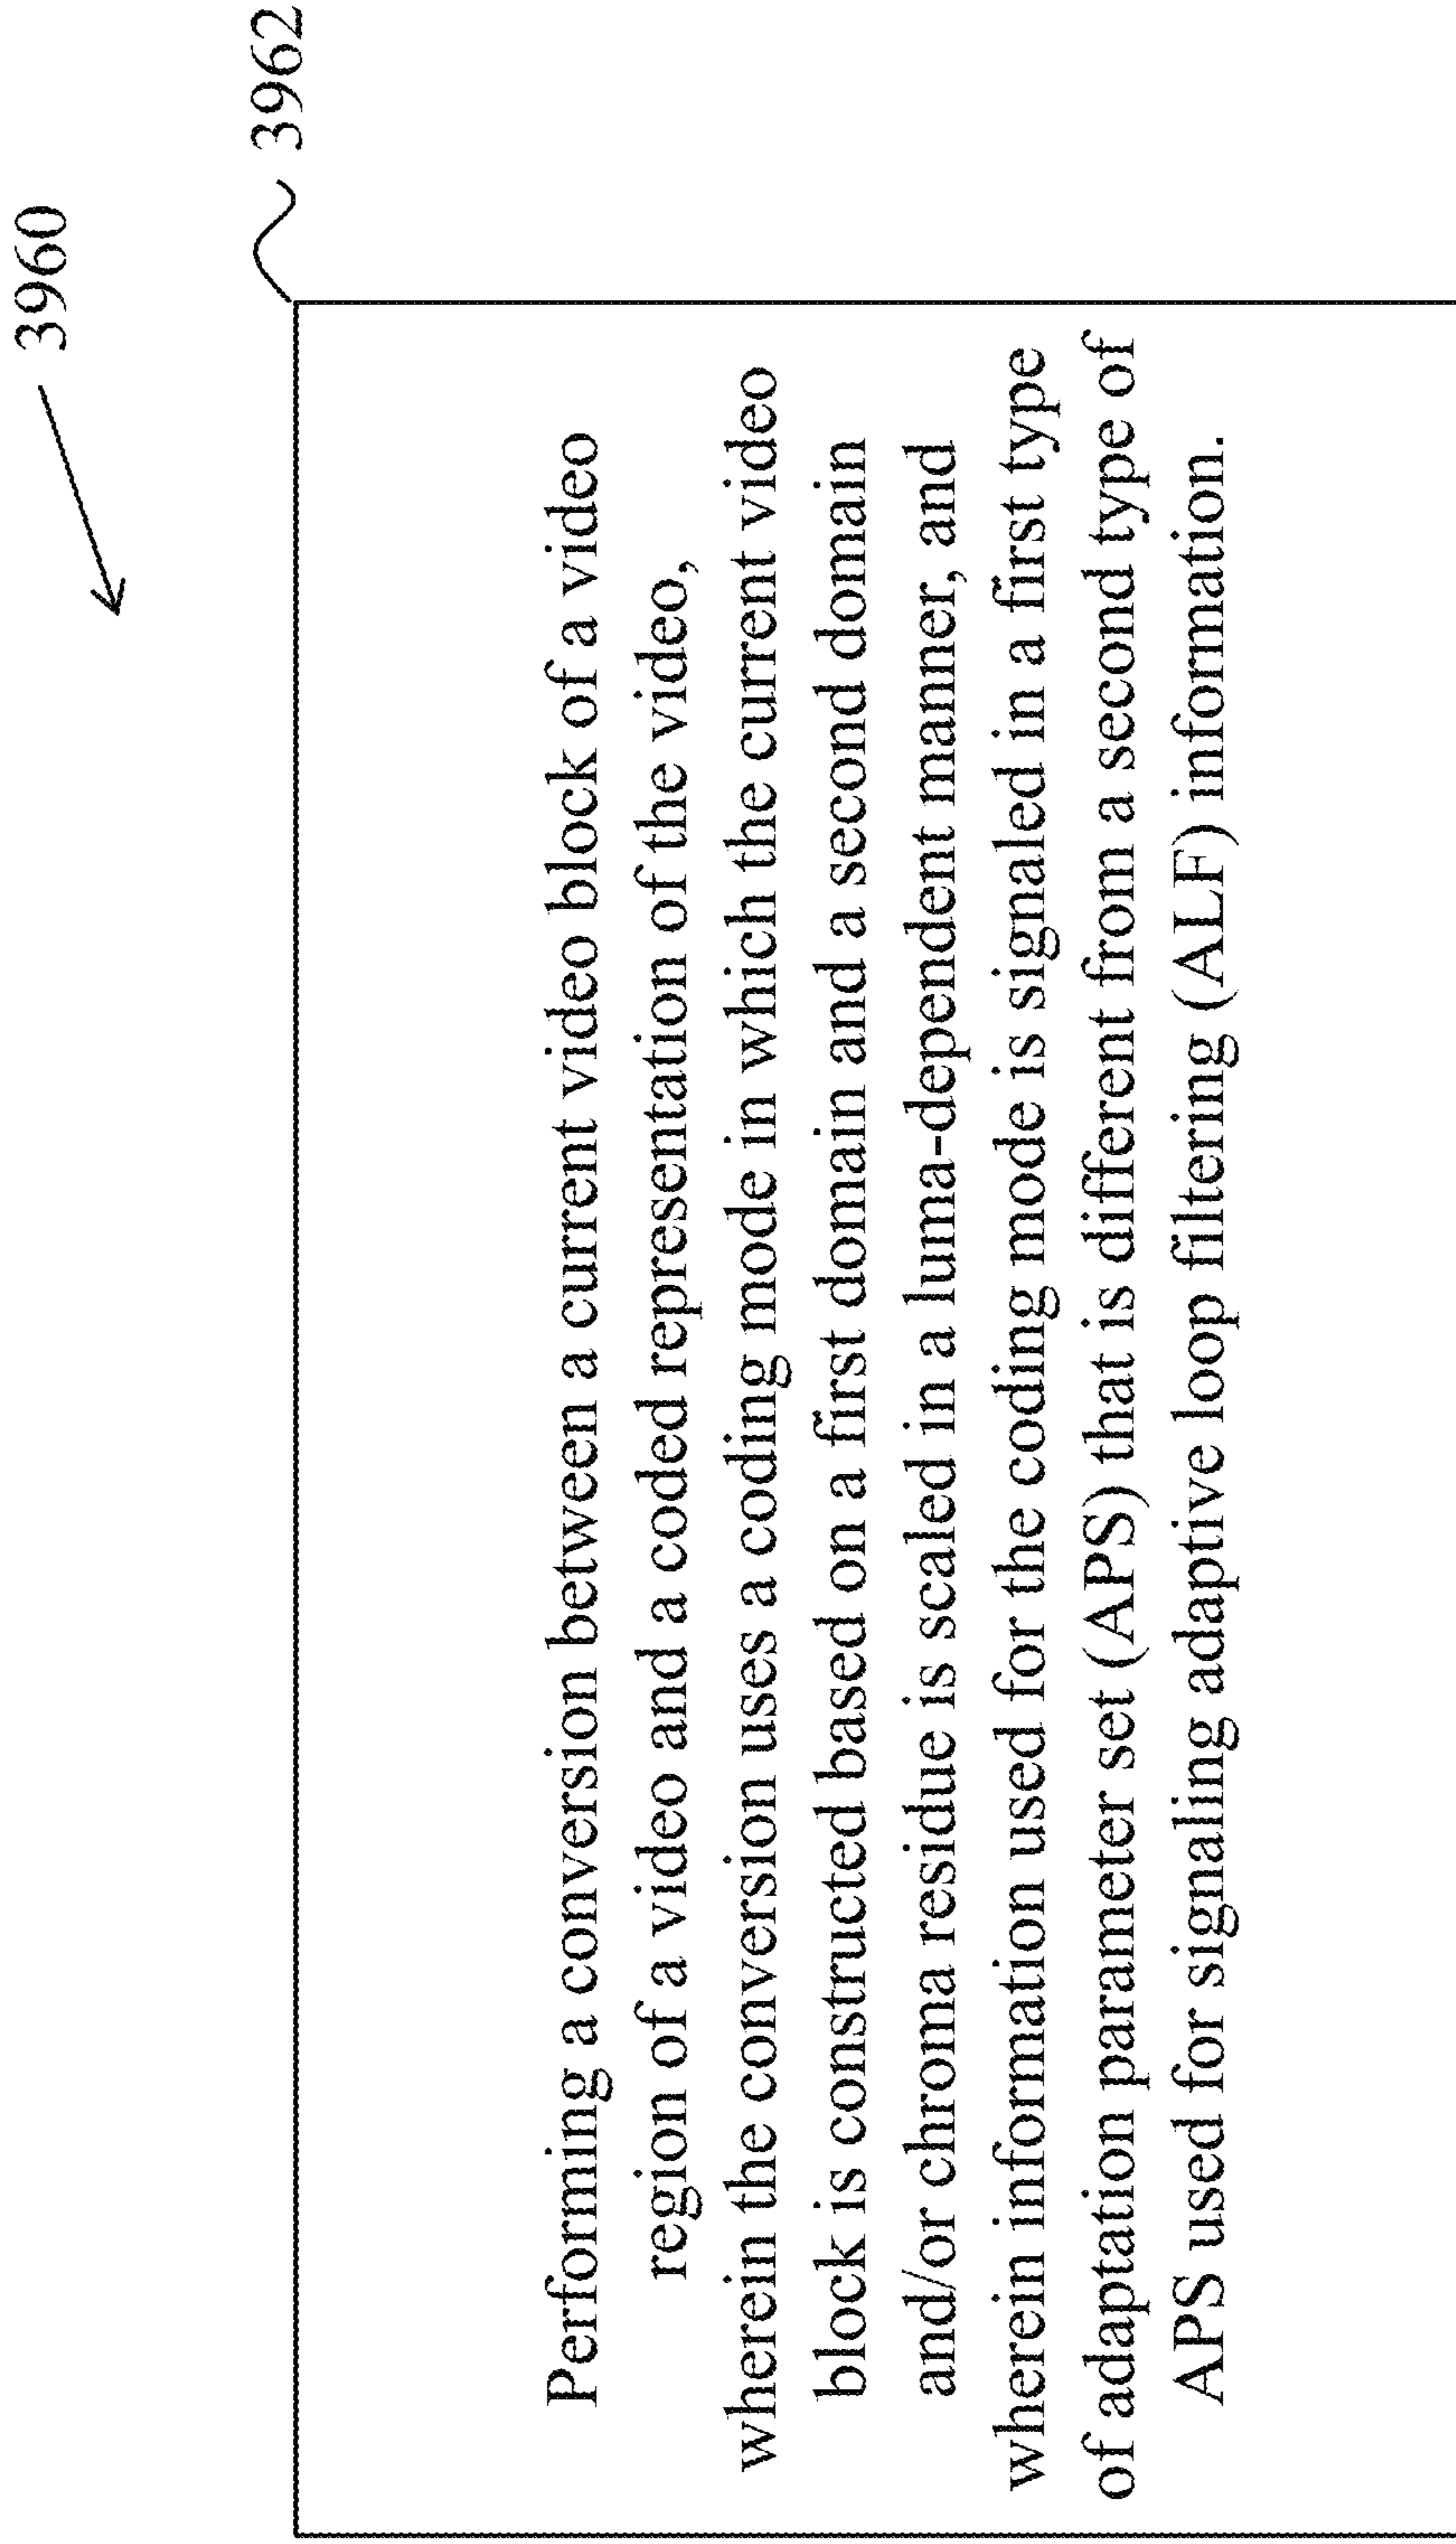 3960
3962
Performing a conversion between a current video block of a video
region of a video and a coded representation of the video,
wherein the conversion uses a coding mode in which the current video
block is constructed based on a first domain and a second domain
and/or chroma residue is scaled in a luma-dependent manner, and
wherein information used for the coding mode is signaled in a first type
of adaptation parameter set (APS) that is different from a second type of
APS used for signaling adaptive loop filtering (ALF) information.